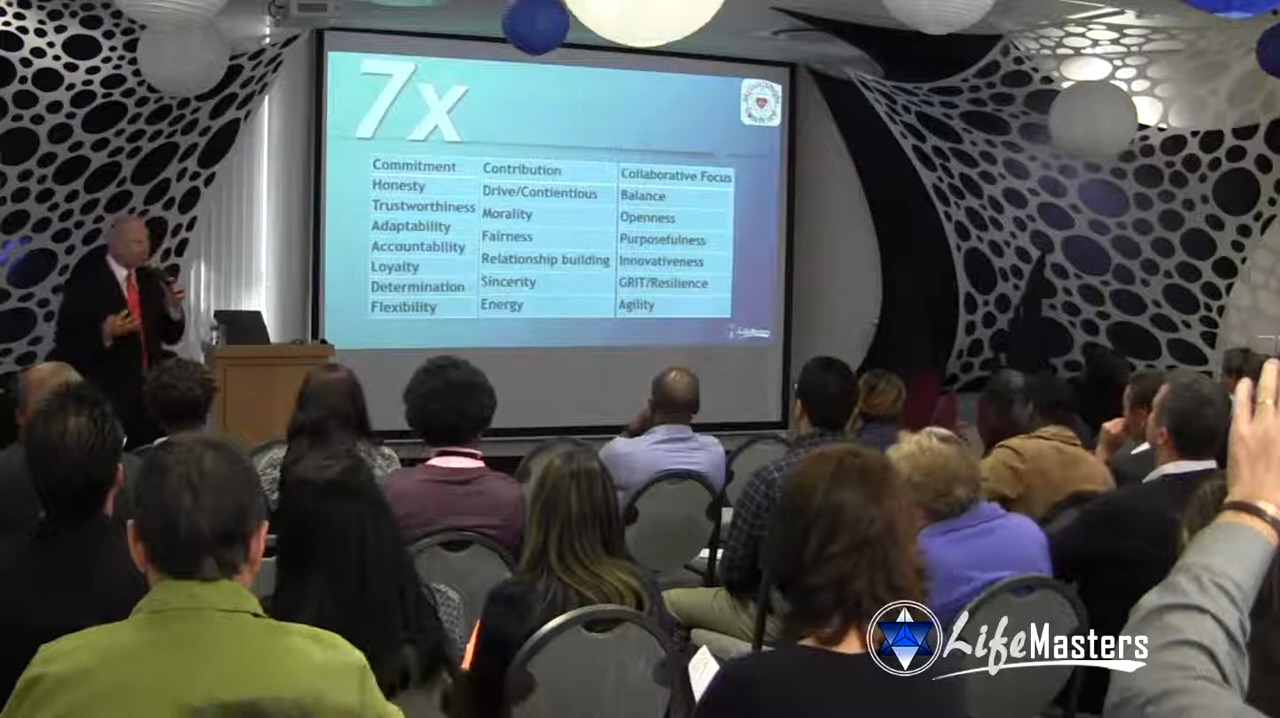 7x
Commitment Contribution Collaborative Focus
Honesty Drive/Contientious Balance
Trustworthiness Morality Openness
Adaptability Fairness Purposefulness
Accountability Relationship building Innovativeness
Loyalty Sincerity GRIT/Resilience
Determination Energy Agility
Flexibility
LifeMasters
LifeMasters